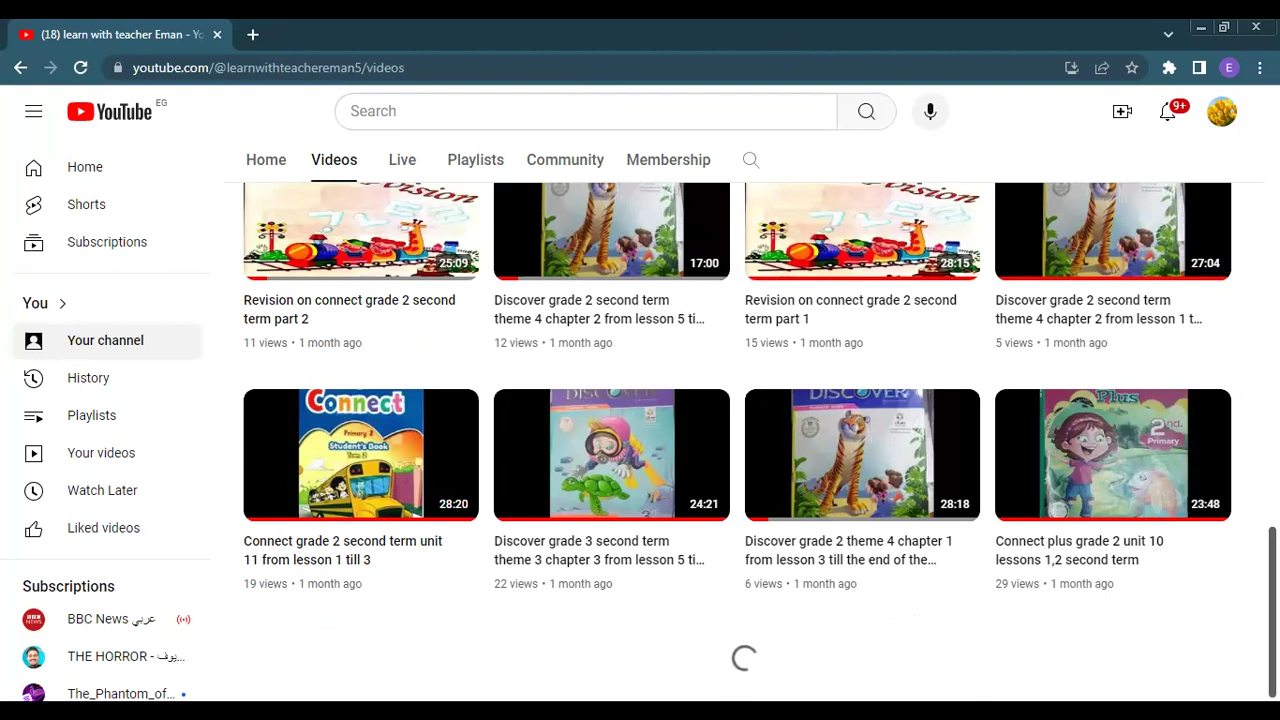 (18) learn with teacher Eman - Yo
youtube.com/@learnwithteachereman5/videos
E
YouTube EG
Search
9+
Home
Videos
Live
Playlists
Community
Membership
Home
Shorts
Subscriptions
You
Your channel
History
Playlists
Your videos
Watch Later
Liked videos
Subscriptions
BBC News عربي
THE HORROR - يوف...
The_Phantom_of...
25:09
17:00
28:15
27:04
Revision on connect grade 2 second
term part 2
11 views • 1 month ago
Discover grade 2 second term
theme 4 chapter 2 from lesson 5 ti...
12 views • 1 month ago
Revision on connect grade 2 second
term part 1
15 views • 1 month ago
Discover grade 2 second term
theme 4 chapter 2 from lesson 1 t...
5 views • 1 month ago
Connect
Primary 2
Student's Book
Term 2
28:20
DISCOVER
24:21
DISCOVER
28:18
Plus
2nd.
Primary
23:48
Connect grade 2 second term unit
11 from lesson 1 till 3
19 views • 1 month ago
Discover grade 3 second term
theme 3 chapter 3 from lesson 5 ti...
22 views • 1 month ago
Discover grade 2 theme 4 chapter 1
from lesson 3 till the end of the...
6 views • 1 month ago
Connect plus grade 2 unit 10
lessons 1,2 second term
29 views • 1 month ago